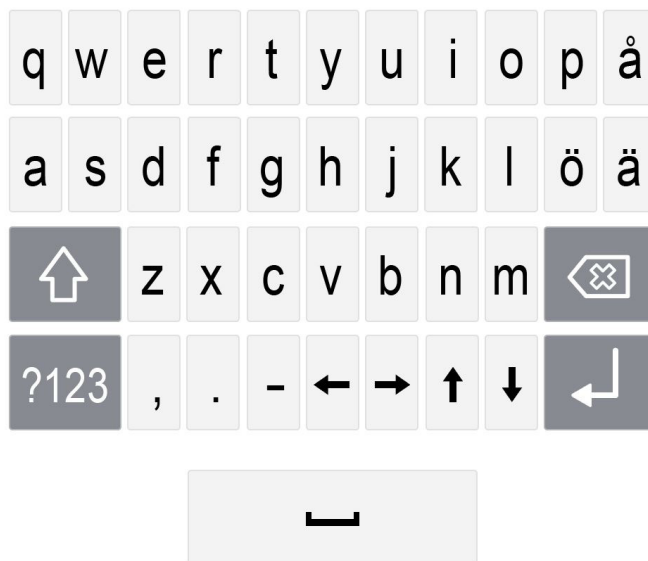 q w e r t y u i o p å
a s d f g h j k l ö ä
z x c v b n m
?123 , . - ← → ↑ ↓